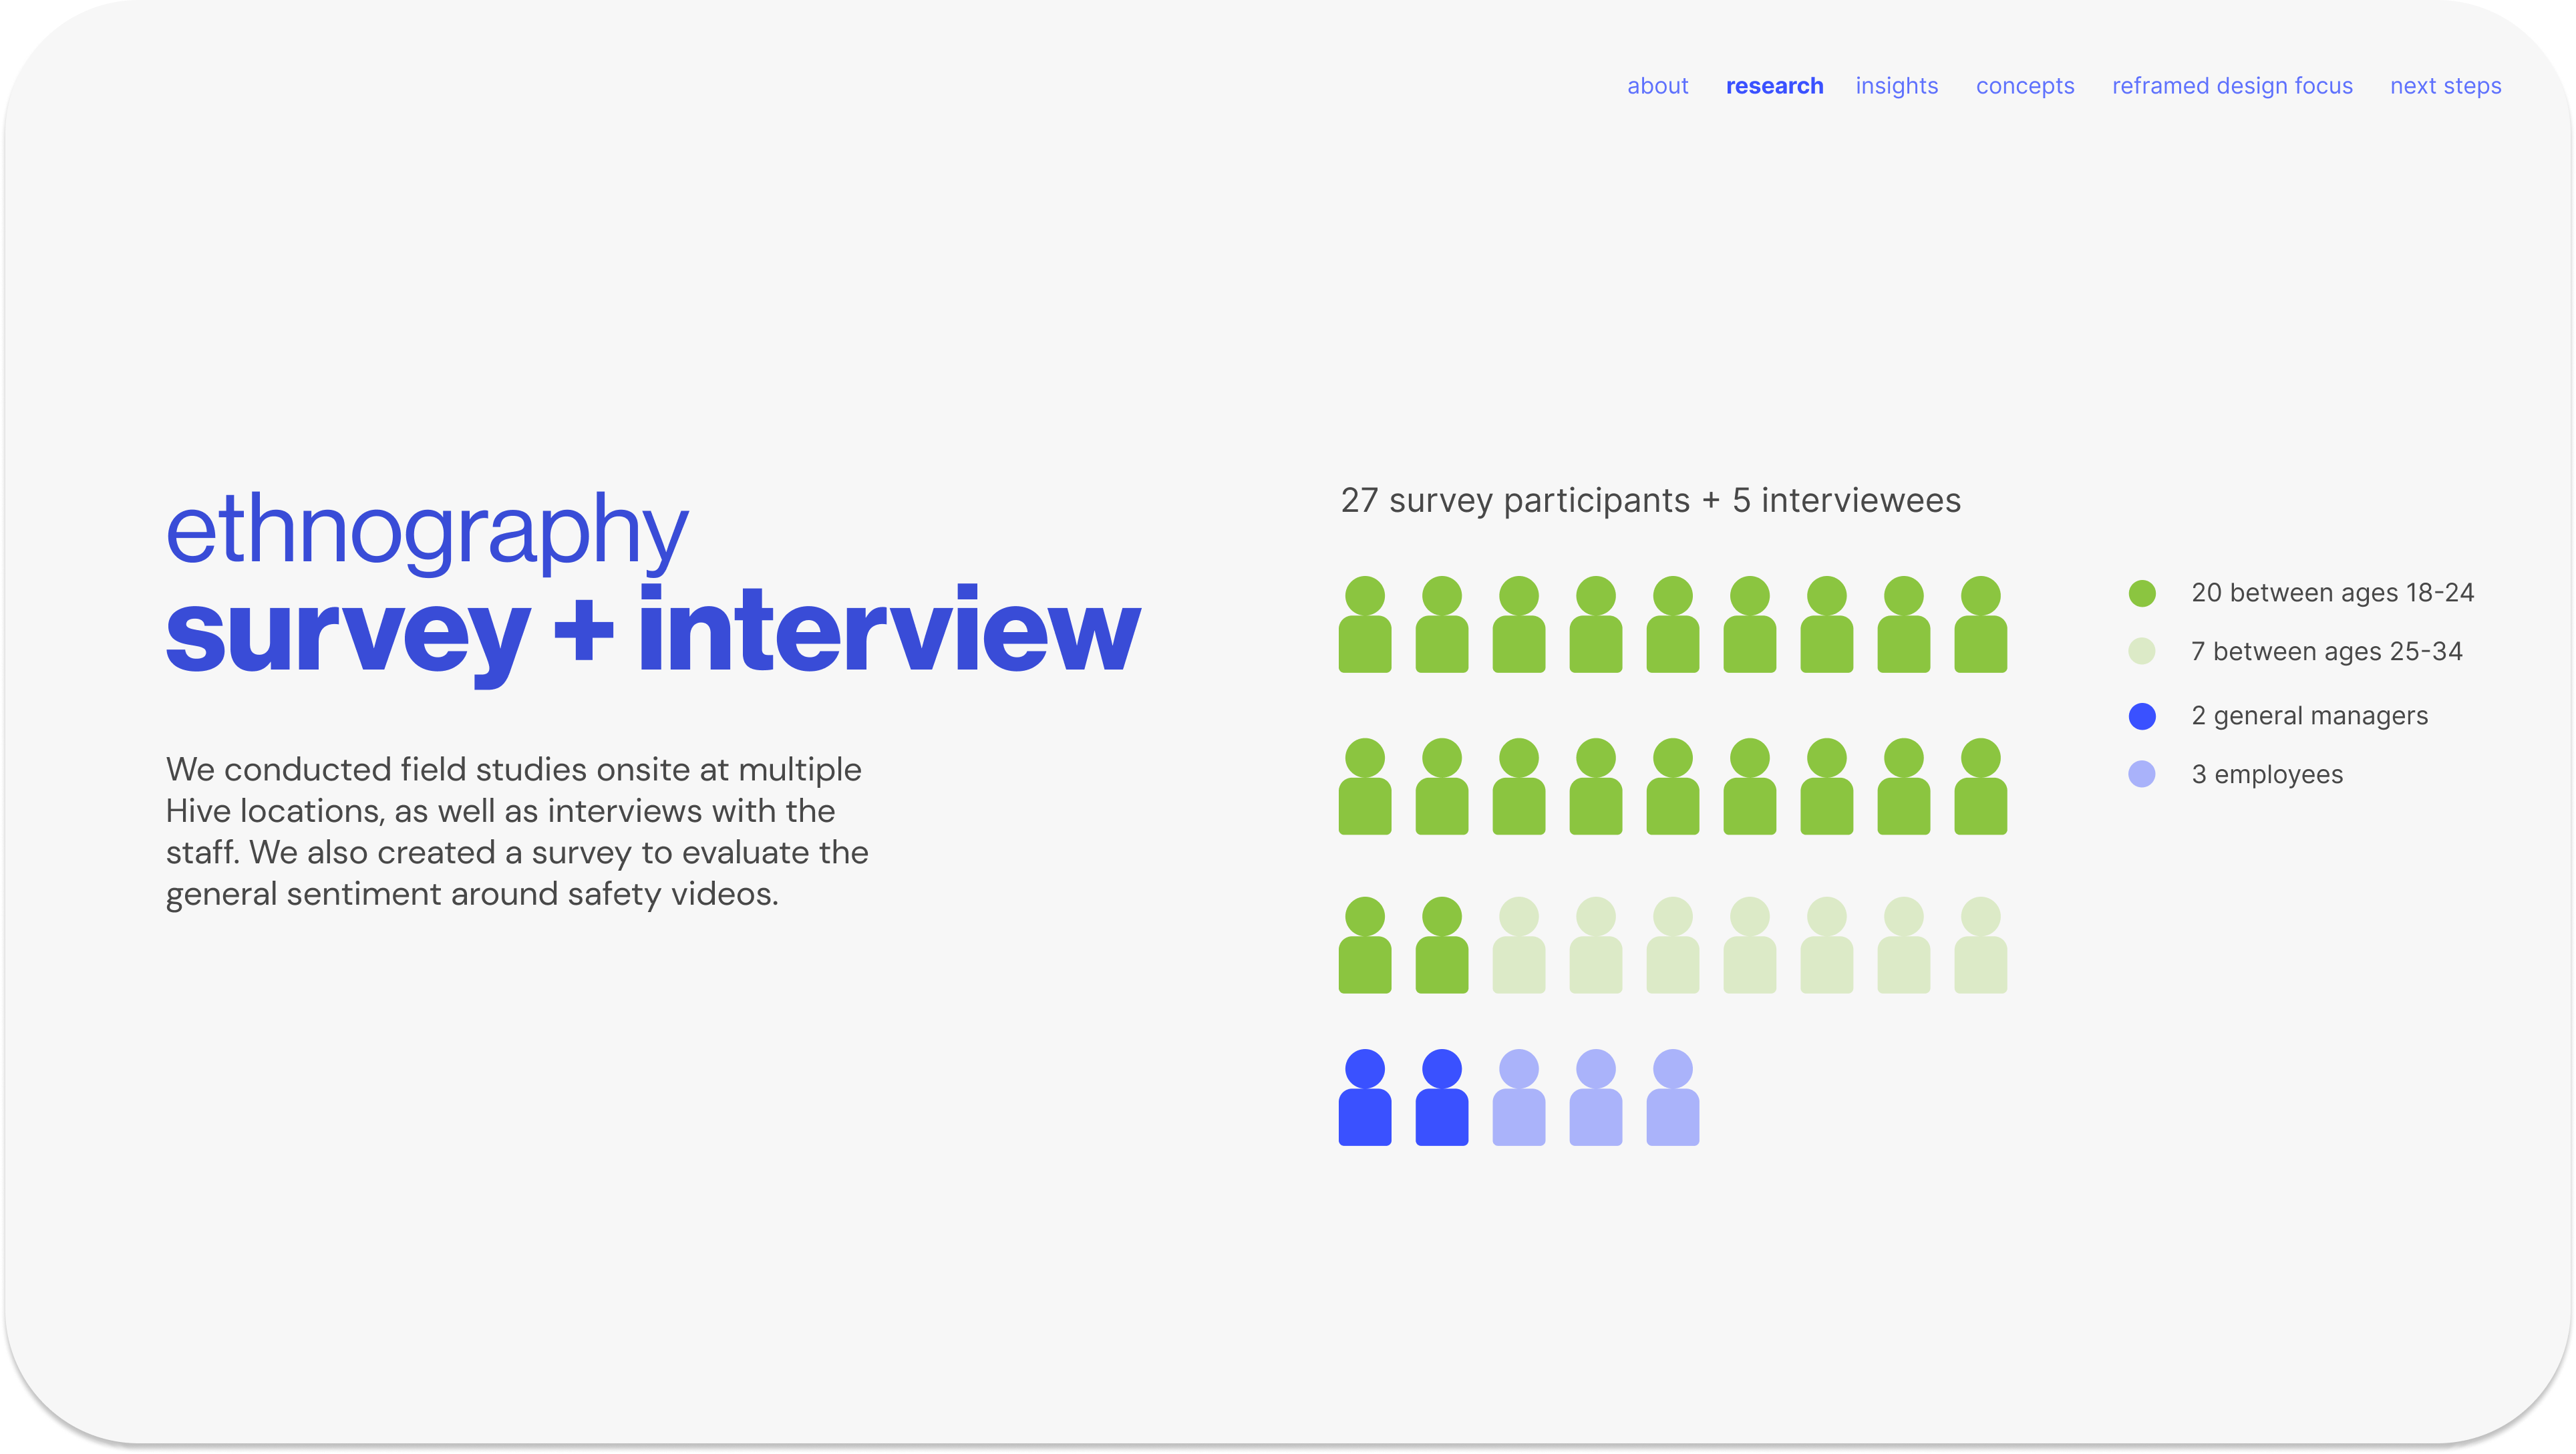 about research insights concepts reframed design focus next steps
ethnography
survey + interview
We conducted field studies onsite at multiple
Hive locations, as well as interviews with the
staff. We also created a survey to evaluate the
general sentiment around safety videos.
27 survey participants + 5 interviewees
20 between ages 18-24
7 between ages 25-34
2 general managers
3 employees